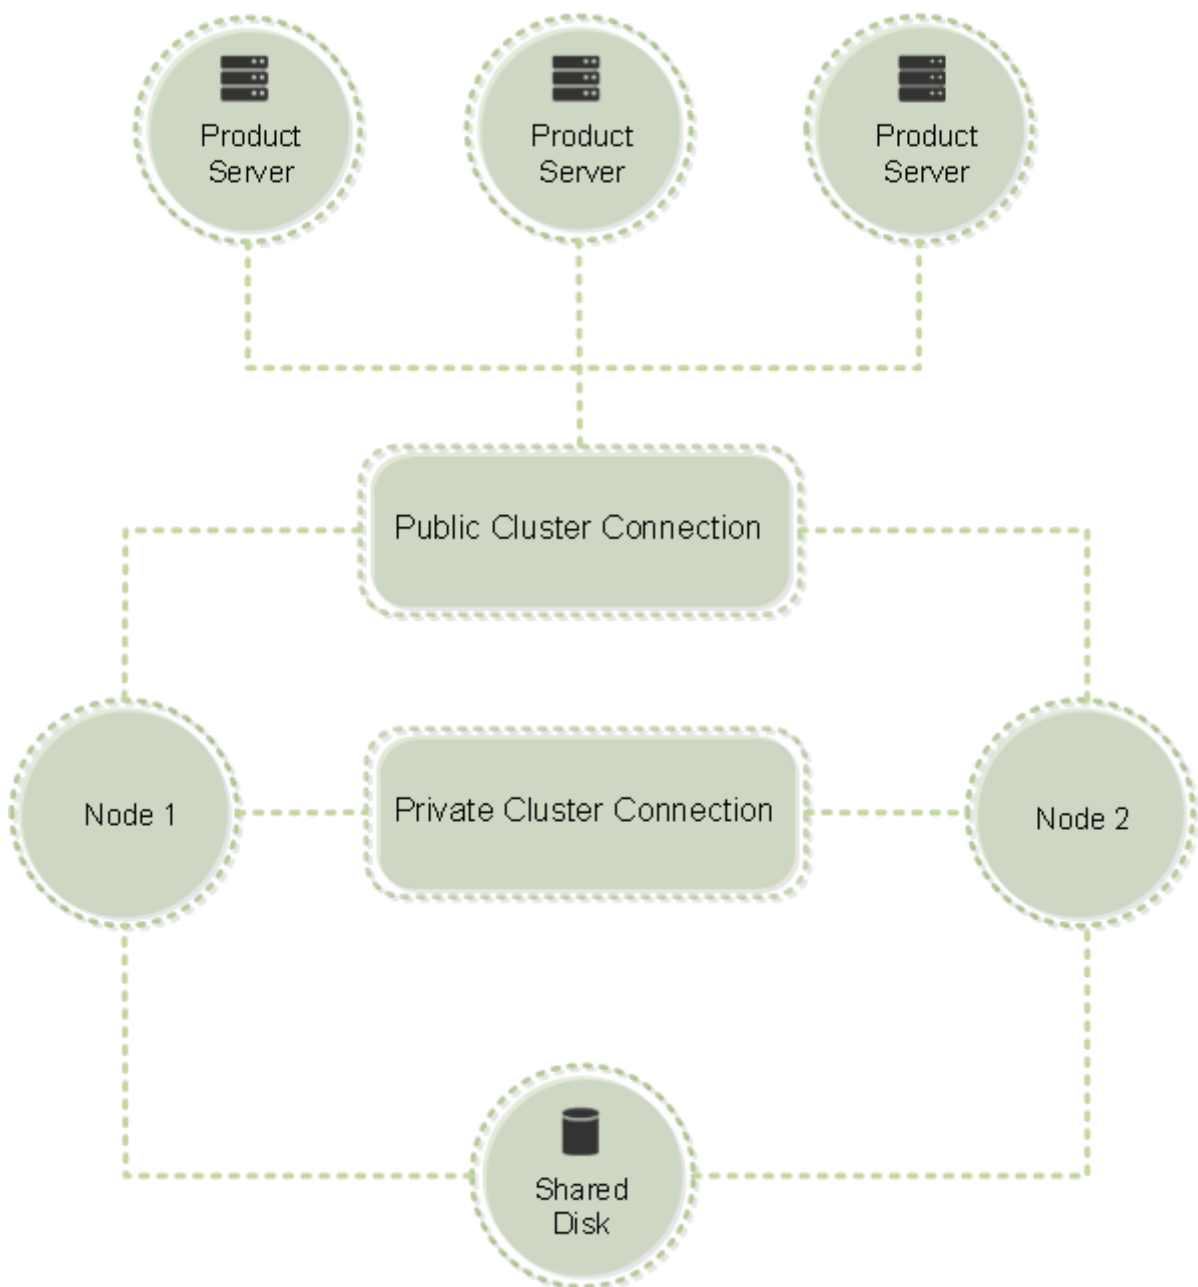 Product
Server
Product
Server
Product
Server
Public Cluster Connection
Node 1
Private Cluster Connection
Node 2
Shared
Disk